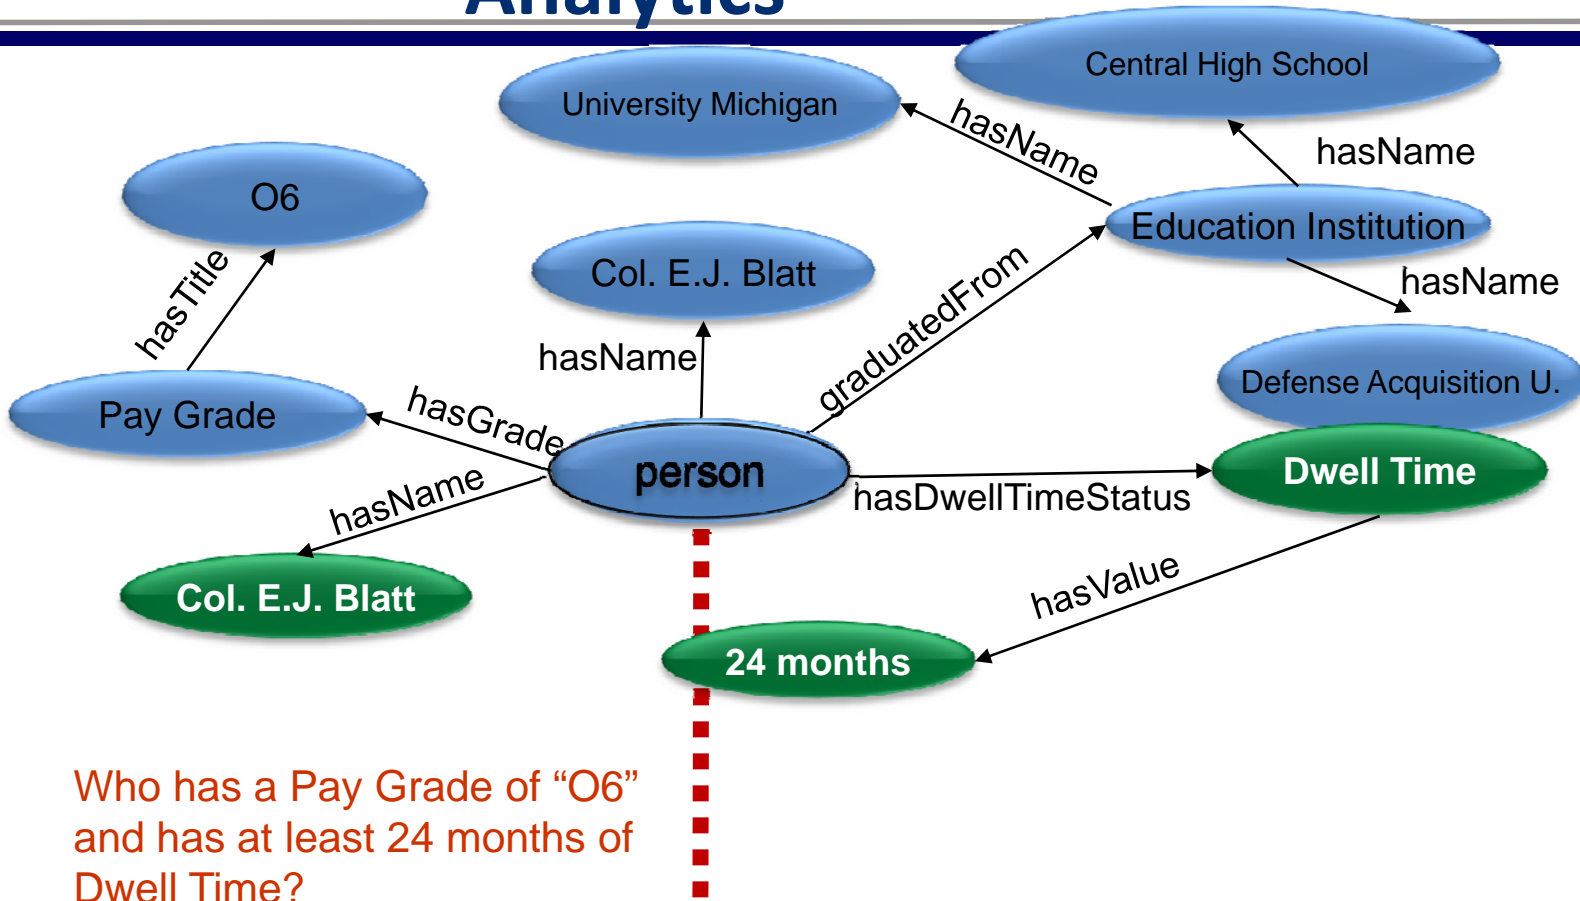 Analytics
Central High School
University Michigan
hasName
hasName
O6
Education Institution
Col. E.J. Blatt
hasTitle
hasName
graduatedFrom
hasName
Defense Acquisition U.
Pay Grade
hasGrade
person
Dwell Time
hasName
hasDwellTimeStatus
Col. E.J. Blatt
hasValue
24 months
Who has a Pay Grade of “O6”
and has at least 24 months of
Dwell Time?